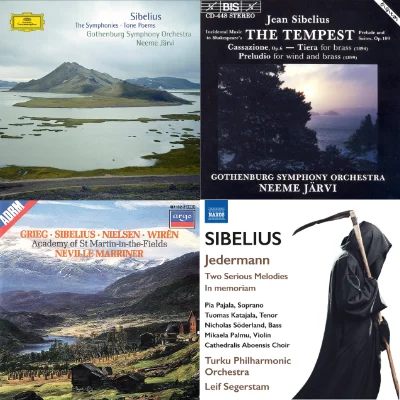 Sibelius
The Symphonies · Tone Poems
Gothenburg Symphony Orchestra
Neeme Järvi
BIS
CD-448 STEREO
Jean Sibelius
Incidental Music
to Shakespeare's
THE TEMPEST
Prelude and
Suites, Op.109
Cassazione, Op.6 — Tiera for brass (1894)
Preludio for wind and brass (1899)
GOTHENBURG SYMPHONY ORCHESTRA
NEEME JÄRVI
ADRM
argo
GRIEG · SIBELIUS · NIELSEN · WIRÉN
Academy of St Martin-in-the-Fields
NEVILLE MARRINER
NAXOS
SIBELIUS
Jedermann
Two Serious Melodies
In memoriam
Pia Pajala, Soprano
Tuomas Katajala, Tenor
Nicholas Söderlund, Bass
Mikaela Palmu, Violin
Cathedralis Aboensis Choir
Turku Philharmonic
Orchestra
Leif Segerstam